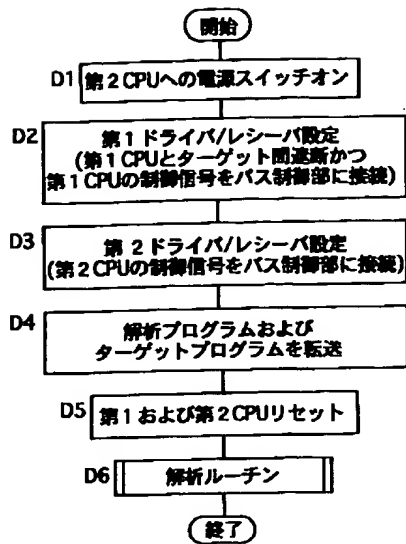 開始
D1 第2CPUへの電源スイッチオン
D2 第1ドライバ/レシーバ設定
(第1CPUとターゲット間遮断かつ
第1CPUの制御信号をバス制御部に接続)
D3 第2ドライバ/レシーバ設定
(第2CPUの制御信号をバス制御部に接続)
D4 解析プログラムおよび
ターゲットプログラムを転送
D5 第1および第2CPUリセット
D6 解析ルーチン
終了